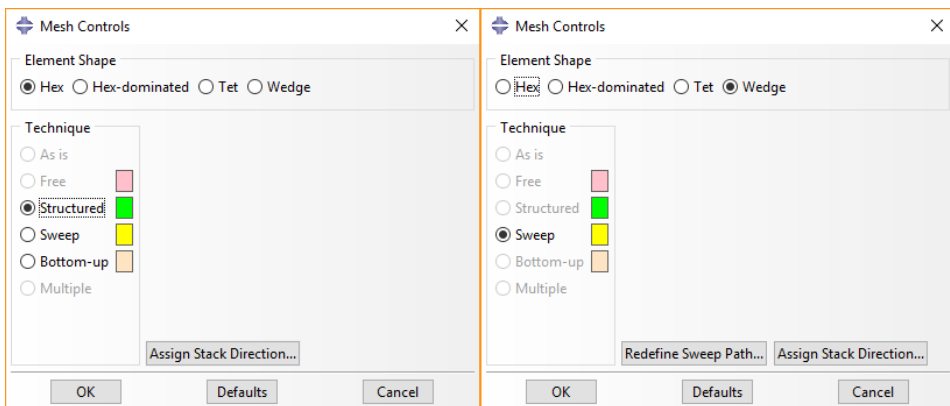 Mesh Controls
Element Shape
Hex Hex-dominated Tet Wedge
Technique
As is
Free
Structured
Sweep
Bottom-up
Multiple
Assign Stack Direction...
OK Defaults Cancel
Mesh Controls
Element Shape
Hex Hex-dominated Tet Wedge
Technique
As is
Free
Structured
Sweep
Bottom-up
Multiple
Redefine Sweep Path... Assign Stack Direction...
OK Defaults Cancel